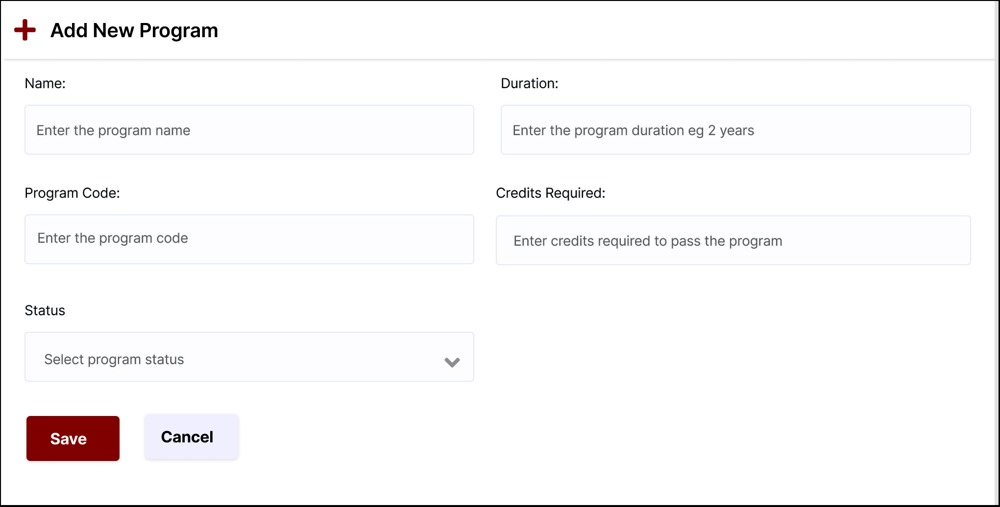 Add New Program
Name:
Duration:
Enter the program name
Enter the program duration eg 2 years
Program Code:
Credits Required:
Enter the program code
Enter credits required to pass the program
Status
Select program status
Save
Cancel